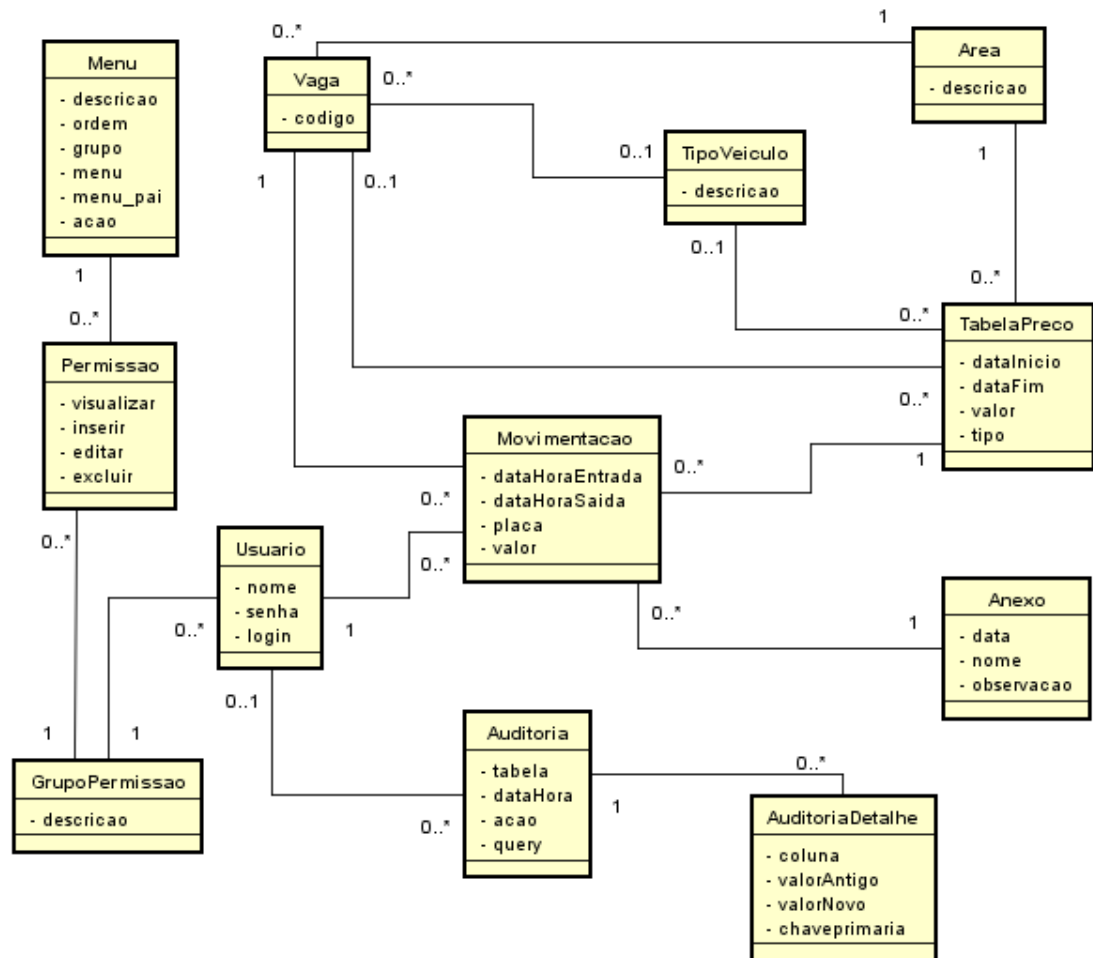 0..*
1
Menu
- descricao
- ordem
- grupo
- menu
- menu_pai
- acao
Vaga
- codigo
0..*
Area
- descricao
0..1
TipoVeiculo
- descricao
1
0..1
1
0..1
1
0..*
0..*
0..*
Permissao
- visualizar
- inserir
- editar
- excluir
TabelaPreco
- dataInicio
- dataFim
- valor
- tipo
0..*
1
Movimentacao
- dataHoraEntrada
- dataHoraSaida
- placa
- valor
0..*
0..*
0..*
0..*
Usuario
- nome
- senha
- login
0..*
1
0..*
1
Anexo
- data
- nome
- observacao
0..1
1
1
GrupoPermissao
- descricao
Auditoria
- tabela
- dataHora
- acao
- query
0..*
1
0..*
AuditoriaDetalhe
- coluna
- valorAntigo
- valorNovo
- chaveprimaria